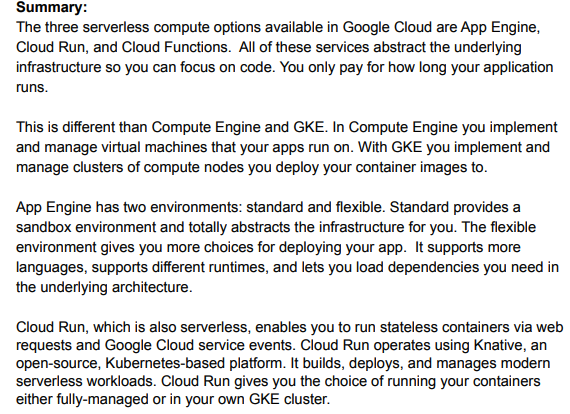 Summary:
The three serverless compute options available in Google Cloud are App Engine,
Cloud Run, and Cloud Functions.  All of these services abstract the underlying
infrastructure so you can focus on code. You only pay for how long your application
runs.
This is different than Compute Engine and GKE. In Compute Engine you implement
and manage virtual machines that your apps run on. With GKE you implement and
manage clusters of compute nodes you deploy your container images to.
App Engine has two environments: standard and flexible. Standard provides a
sandbox environment and totally abstracts the infrastructure for you. The flexible
environment gives you more choices for deploying your app.  It supports more
languages, supports different runtimes, and lets you load dependencies you need in
the underlying architecture.
Cloud Run, which is also serverless, enables you to run stateless containers via web
requests and Google Cloud service events. Cloud Run operates using Knative, an
open-source, Kubernetes-based platform. It builds, deploys, and manages modern
serverless workloads. Cloud Run gives you the choice of running your containers
either fully-managed or in your own GKE cluster.